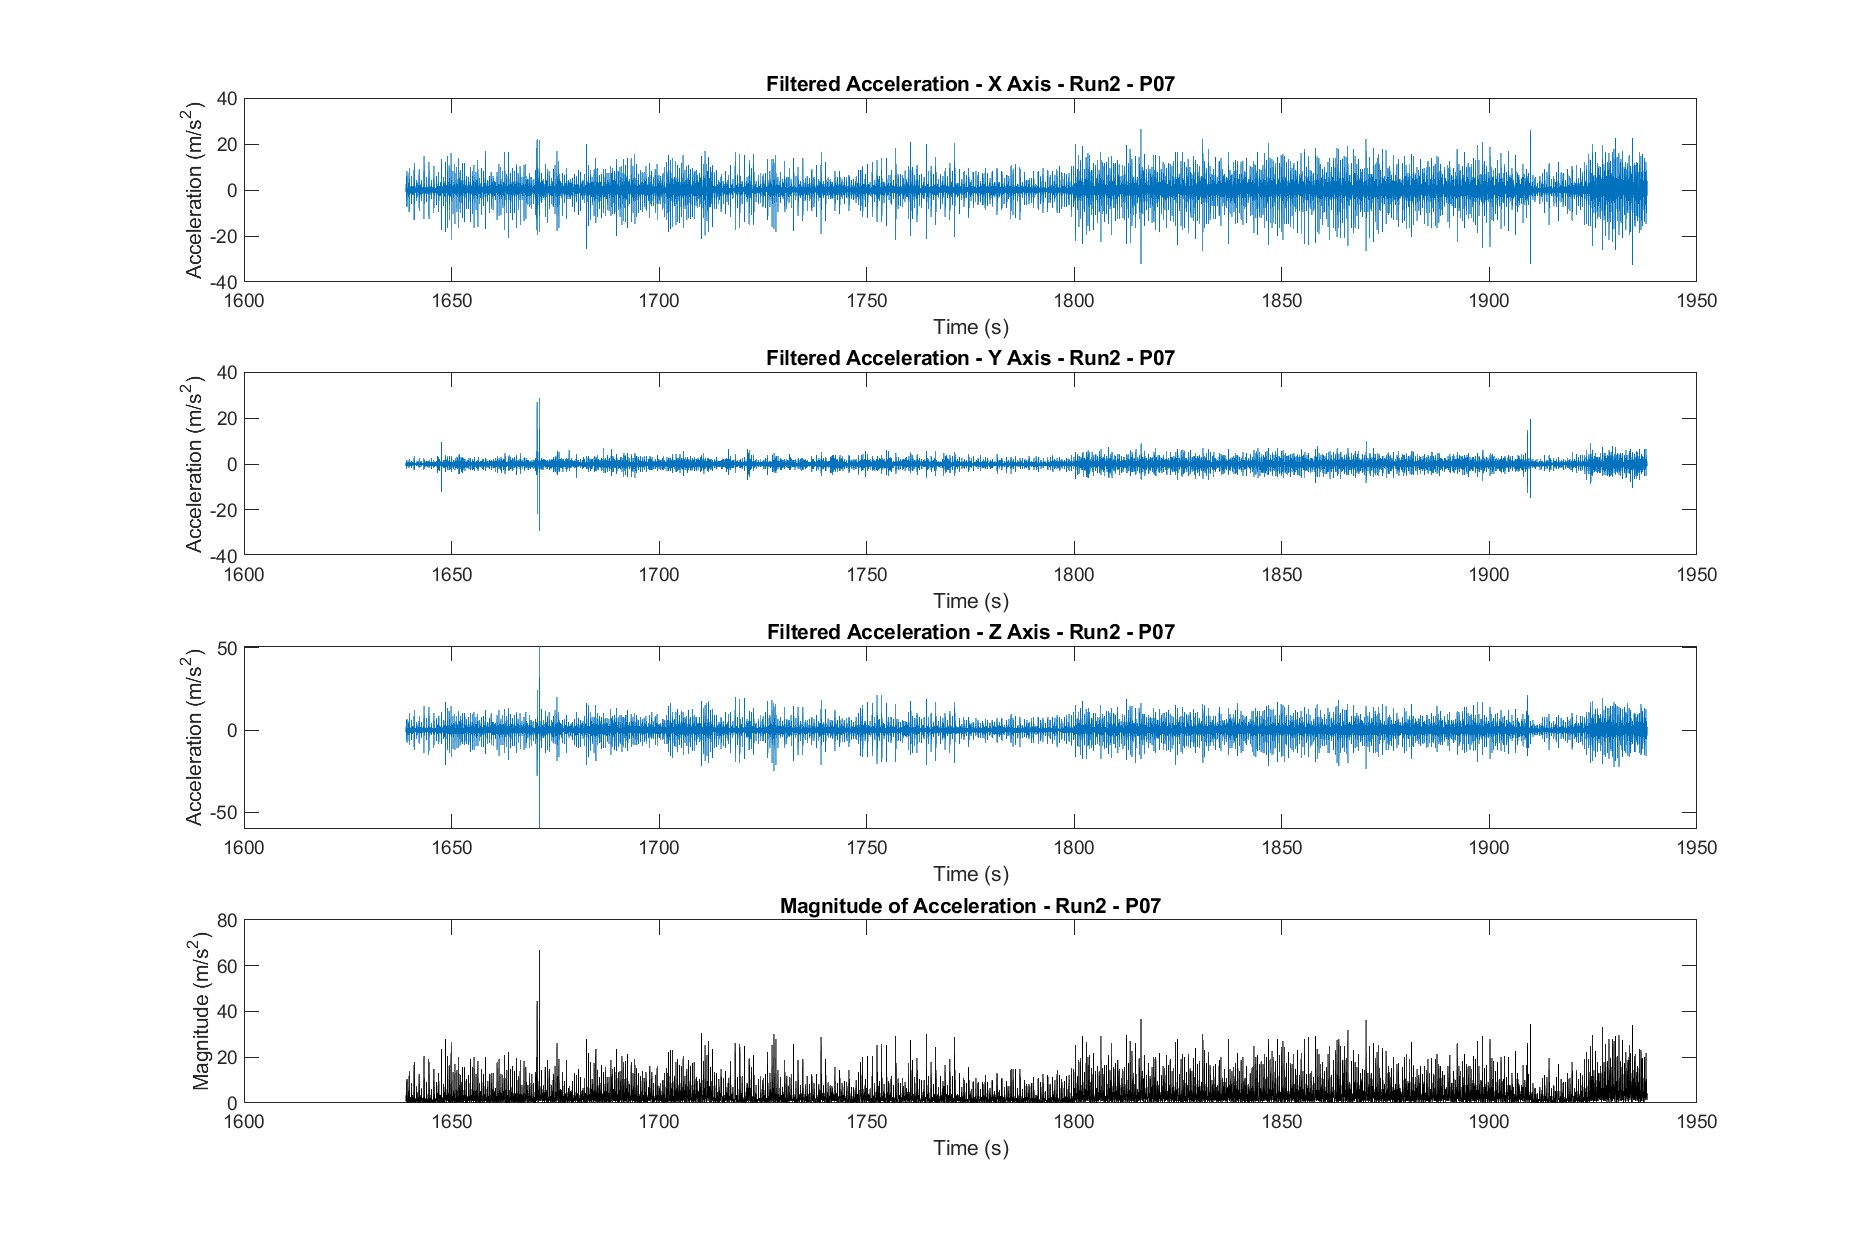 Filtered Acceleration - X Axis - Run2 - P07
Acceleration (m/s²)
40
20
0
-20
-40
1600 1650 1700 1750 1800 1850 1900 1950
Time (s)
Filtered Acceleration - Y Axis - Run2 - P07
Acceleration (m/s²)
40
20
0
-20
-40
1600 1650 1700 1750 1800 1850 1900 1950
Time (s)
Filtered Acceleration - Z Axis - Run2 - P07
Acceleration (m/s²)
50
0
-50
1600 1650 1700 1750 1800 1850 1900 1950
Time (s)
Magnitude of Acceleration - Run2 - P07
Magnitude (m/s²)
80
60
40
20
0
1600 1650 1700 1750 1800 1850 1900 1950
Time (s)